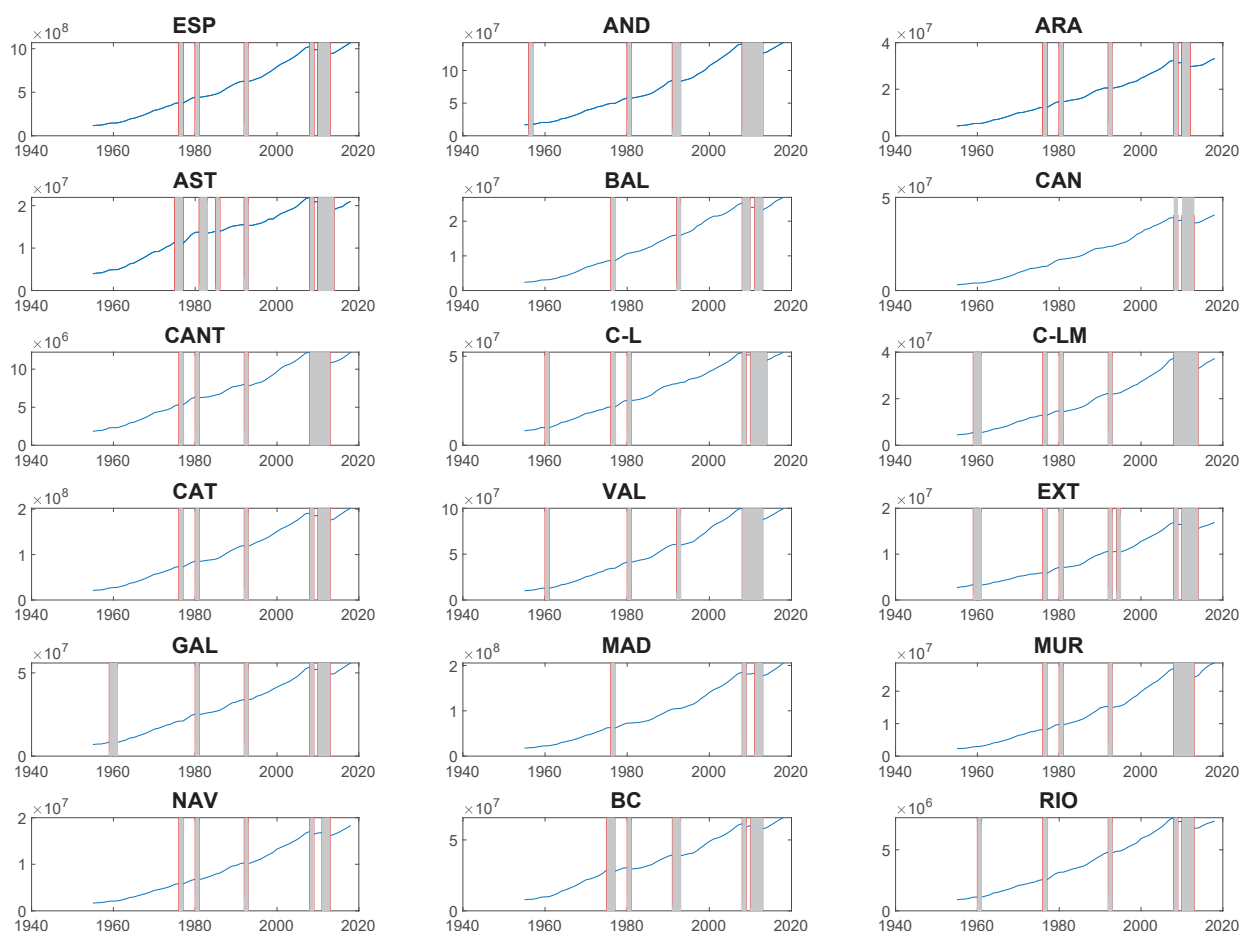 ESP AND ARA
×10^8 ×10^7 ×10^7
10 10 4
5 5 2
0 0 0
1940 1960 1980 2000 2020 1940 1960 1980 2000 2020 1940 1960 1980 2000 2020
AST BAL CAN
×10^7 ×10^7 ×10^7
2 2 5
1 1
0 0 0
1940 1960 1980 2000 2020 1940 1960 1980 2000 2020 1940 1960 1980 2000 2020
CANT C-L C-LM
×10^6 ×10^7 ×10^7
10 5 4
5 2
0 0 0
1940 1960 1980 2000 2020 1940 1960 1980 2000 2020 1940 1960 1980 2000 2020
CAT VAL EXT
×10^8 ×10^7 ×10^7
2 10 2
1 5 1
0 0 0
1940 1960 1980 2000 2020 1940 1960 1980 2000 2020 1940 1960 1980 2000 2020
GAL MAD MUR
×10^7 ×10^8 ×10^7
5 2 2
1 1
0 0 0
1940 1960 1980 2000 2020 1940 1960 1980 2000 2020 1940 1960 1980 2000 2020
NAV BC RIO
×10^7 ×10^7 ×10^6
2 5 5
1
0 0 0
1940 1960 1980 2000 2020 1940 1960 1980 2000 2020 1940 1960 1980 2000 2020